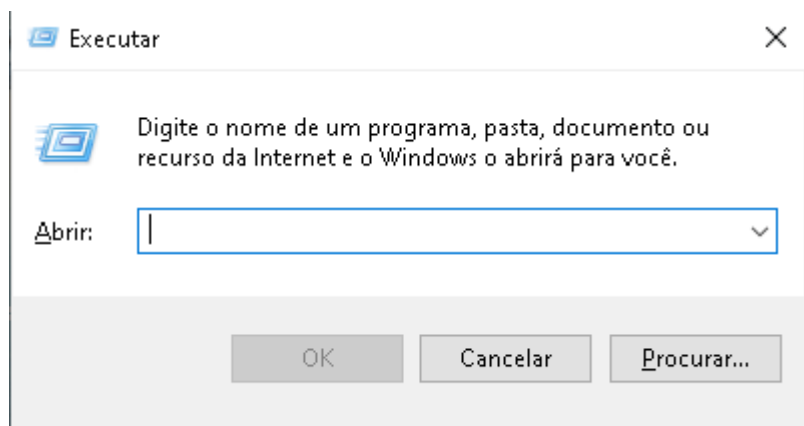 Executar
Digite o nome de um programa, pasta, documento ou
recurso da Internet e o Windows o abrirá para você.
Abrir:
OK
Cancelar
Procurar...